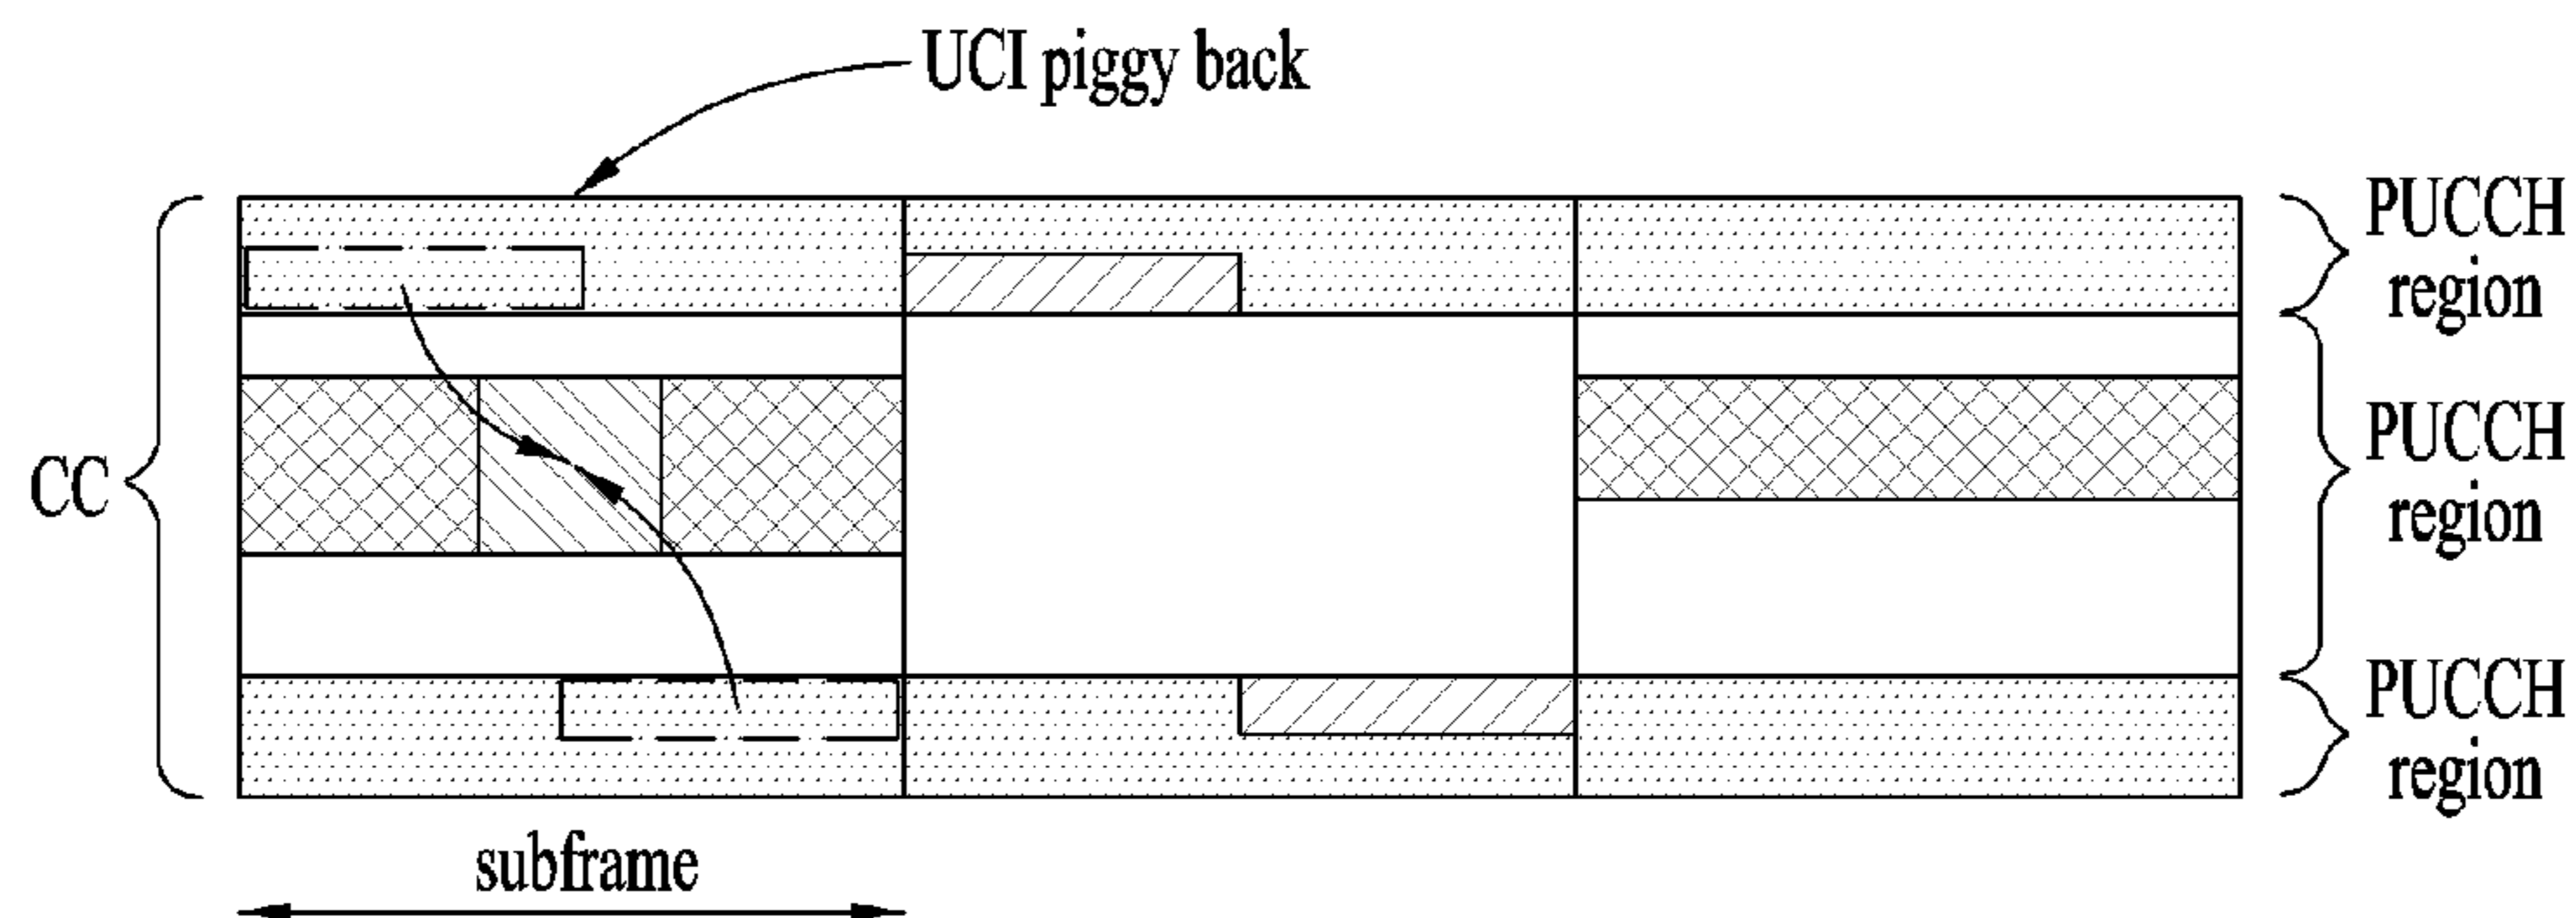 UCI piggy back
PUCCH
region
CC
PUCCH
region
PUCCH
region
subframe